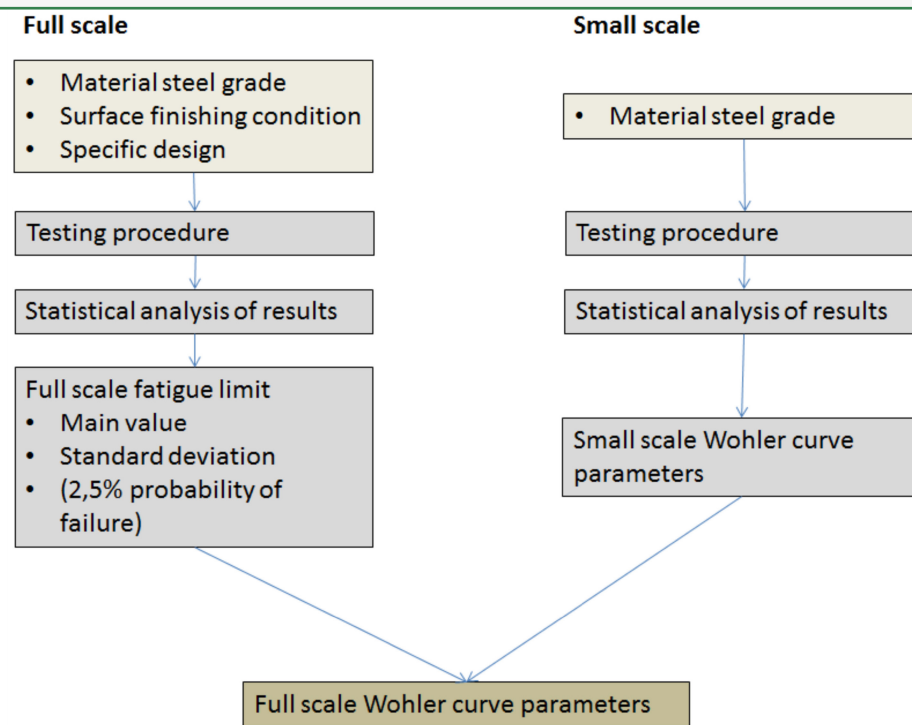 Full scale
• Material steel grade
• Surface finishing condition
• Specific design
Testing procedure
Statistical analysis of results
Full scale fatigue limit
• Main value
• Standard deviation
• (2,5% probability of
failure)
Small scale
• Material steel grade
Testing procedure
Statistical analysis of results
Small scale Wohler curve
parameters
Full scale Wohler curve parameters